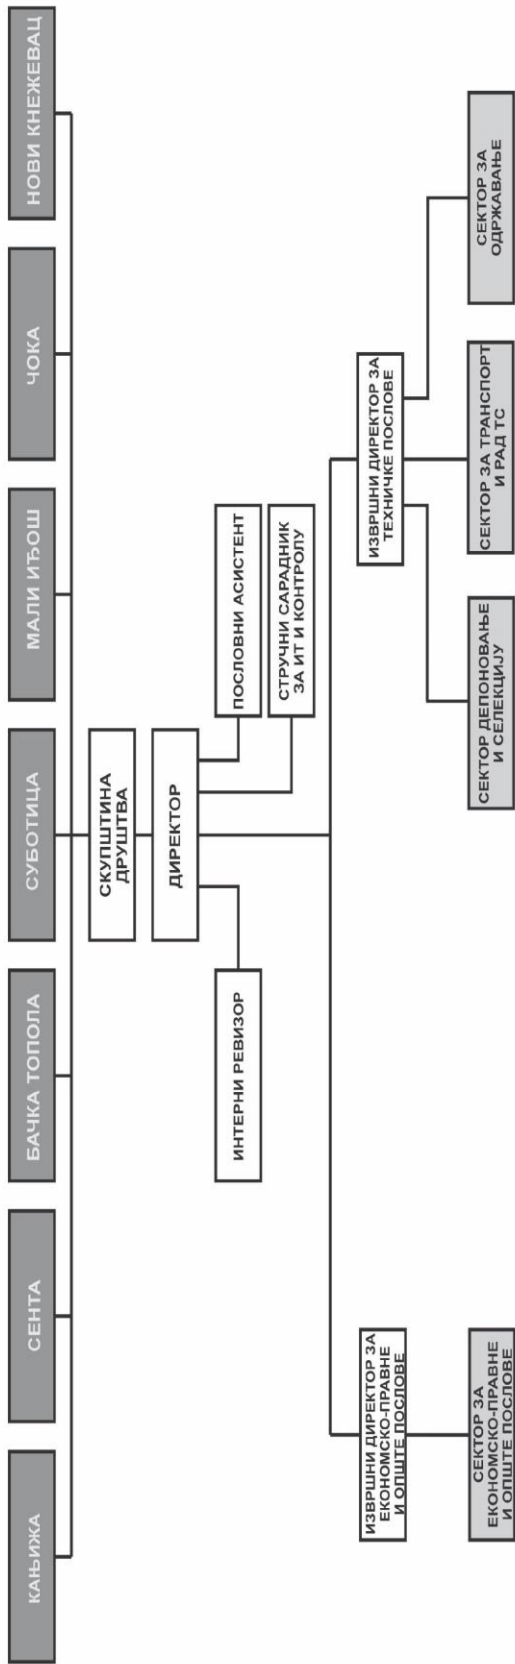 КАЊИЖА
СЕНТА
БАЧКА ТОПОЛА
СУБОТИЦА
МАЛИ ИЂОШ
ЧОКА
НОВИ КНЕЖЕВАЦ
СКУПШТИНА
ДРУШТВА
ДИРЕКТОР
ИНТЕРНИ РЕВИЗОР
ПОСЛОВНИ АСИСТЕНТ
СТРУЧНИ САРАДНИК
ЗА ИТ И КОНТРОЛУ
ИЗВРШНИ ДИРЕКТОР ЗА
ЕКОНОМСКО-ПРАВНЕ
И ОПШТЕ ПОСЛОВЕ
ИЗВРШНИ ДИРЕКТОР ЗА
ТЕХНИЧКЕ ПОСЛОВЕ
СЕКТОР ЗА
ЕКОНОМСКО-ПРАВНЕ
И ОПШТЕ ПОСЛОВЕ
СЕКТОР ДЕПОНОВАЊЕ
И СЕЛЕКЦИЈУ
СЕКТОР ЗА ТРАНСПОРТ
И РАД ТС
СЕКТОР ЗА
ОДРЖАВАЊЕ